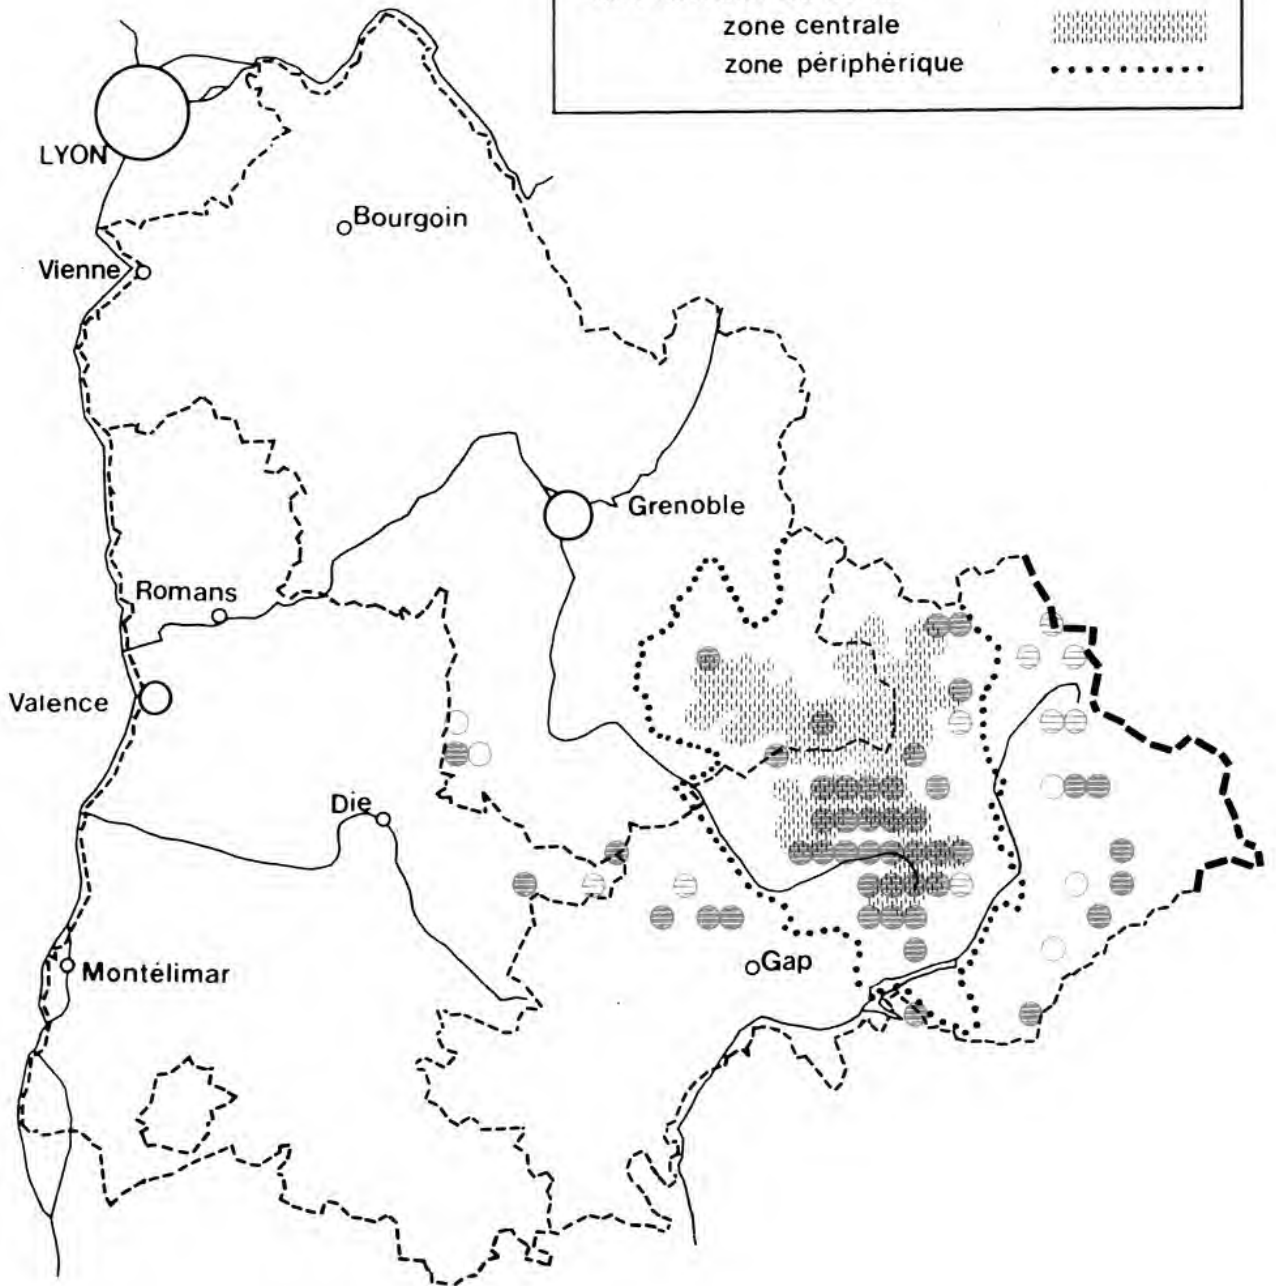 zone centrale
zone périphérique
LYON
Bourgoin
Vienne
Grenoble
Romans
Valence
Die
Montélimar
Gap